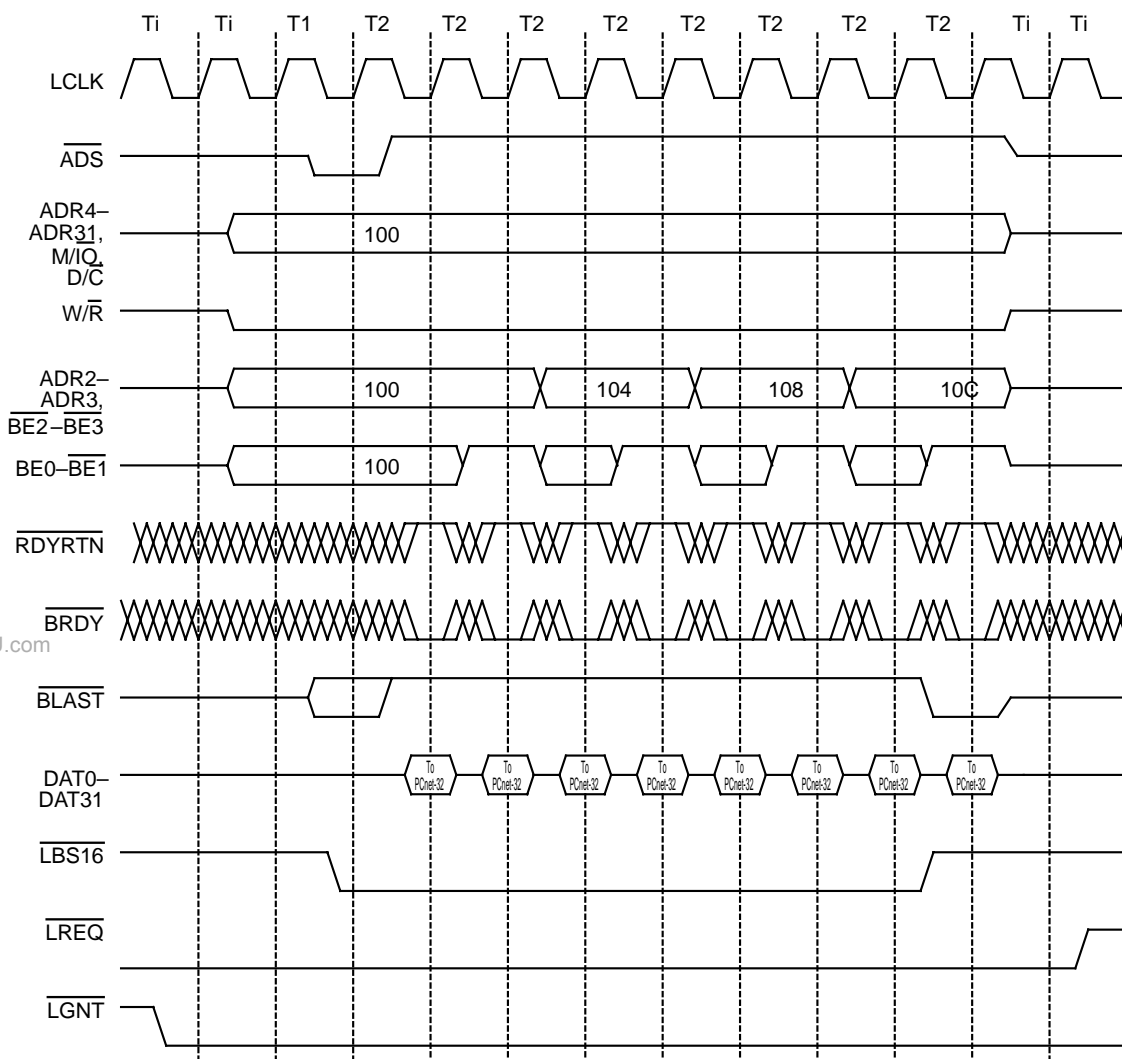 Ti Ti T1 T2 T2 T2 T2 T2 T2 T2 T2 Ti Ti
LCLK
ADS
ADR4–
ADR31,
M/IO,
D/C
100
W/R
ADR2–
ADR3,
BE2–BE3
100 104 108 10C
BE0–BE1
100
RDYRTN
BRDY
J.com
BLAST
DAT0–
DAT31
To PCnet-32 To PCnet-32 To PCnet-32 To PCnet-32 To PCnet-32 To PCnet-32 To PCnet-32 To PCnet-32
LBS16
LREQ
LGNT